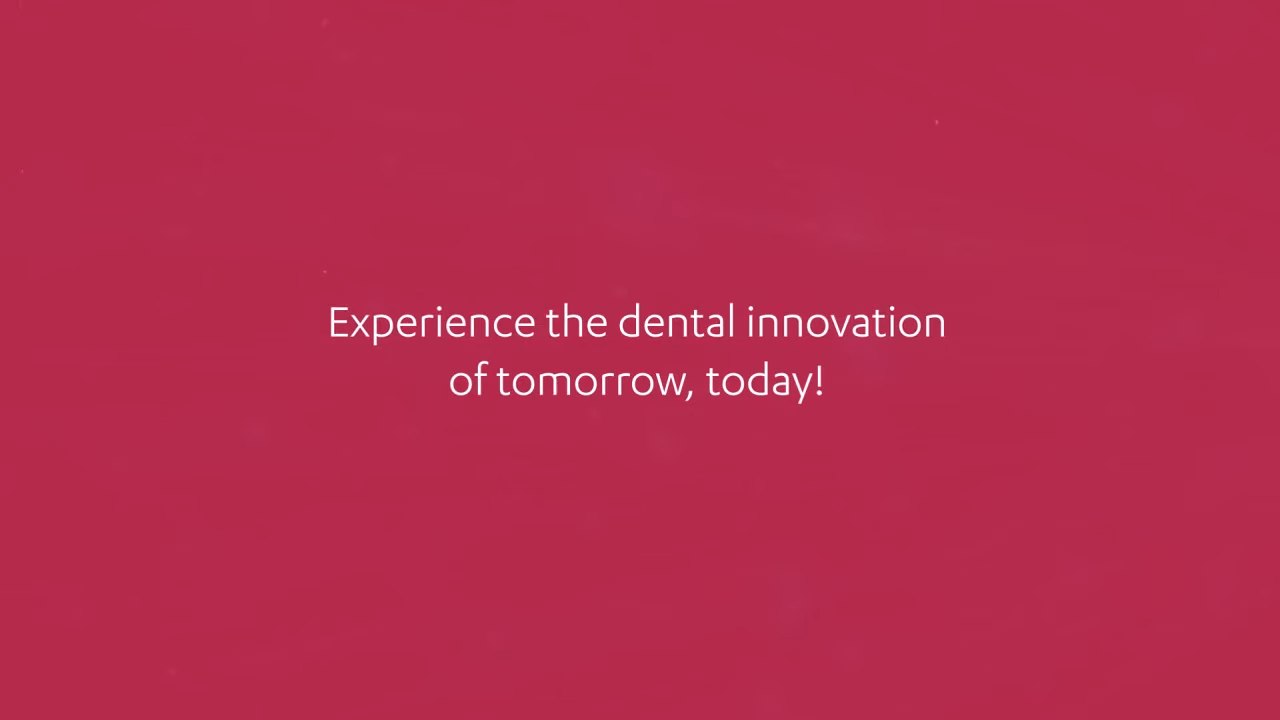 Experience the dental innovation
of tomorrow, today!